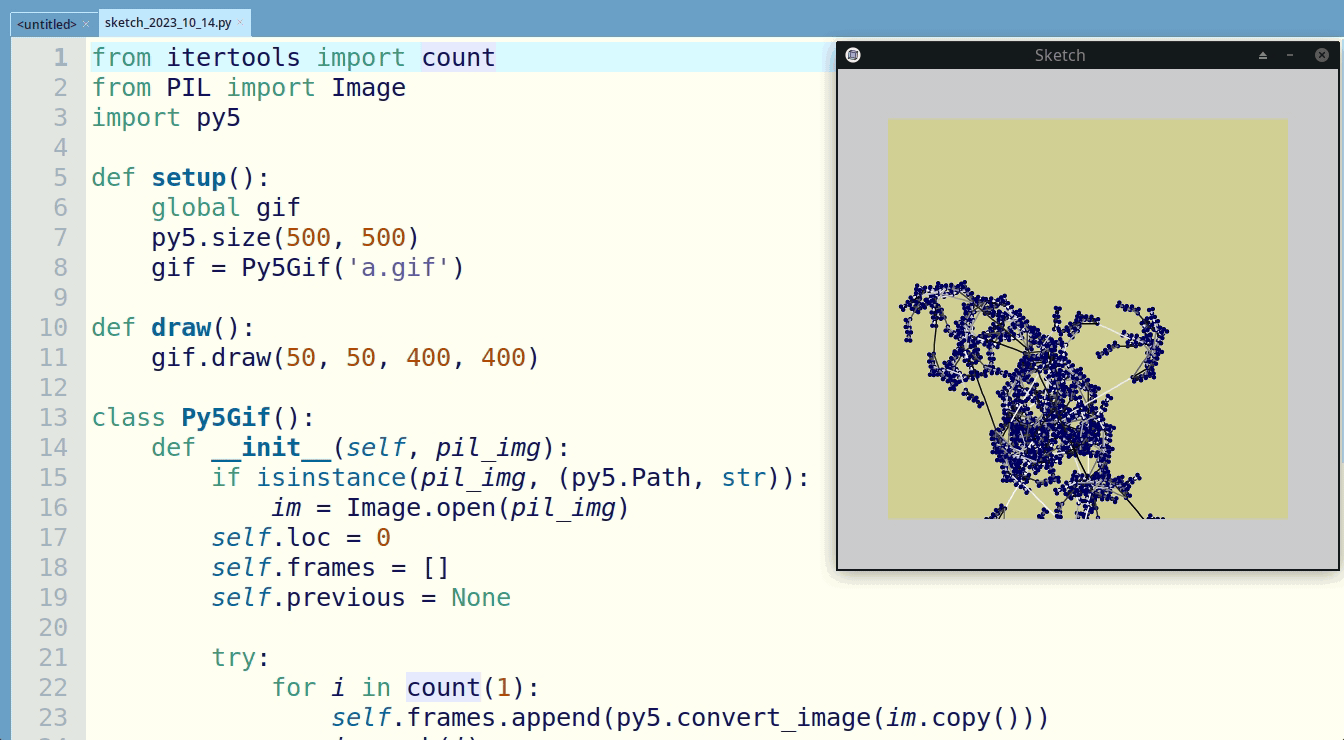 <untitled> ×
sketch_2023_10_14.py ×
Sketch
1 from itertools import count
2 from PIL import Image
3 import py5
4
5 def setup():
6     global gif
7     py5.size(500, 500)
8     gif = Py5Gif('a.gif')
9
10 def draw():
11     gif.draw(50, 50, 400, 400)
12
13 class Py5Gif():
14     def __init__(self, pil_img):
15         if isinstance(pil_img, (py5.Path, str)):
16             im = Image.open(pil_img)
17         self.loc = 0
18         self.frames = []
19         self.previous = None
20
21         try:
22             for i in count(1):
23                 self.frames.append(py5.convert_image(im.copy()))